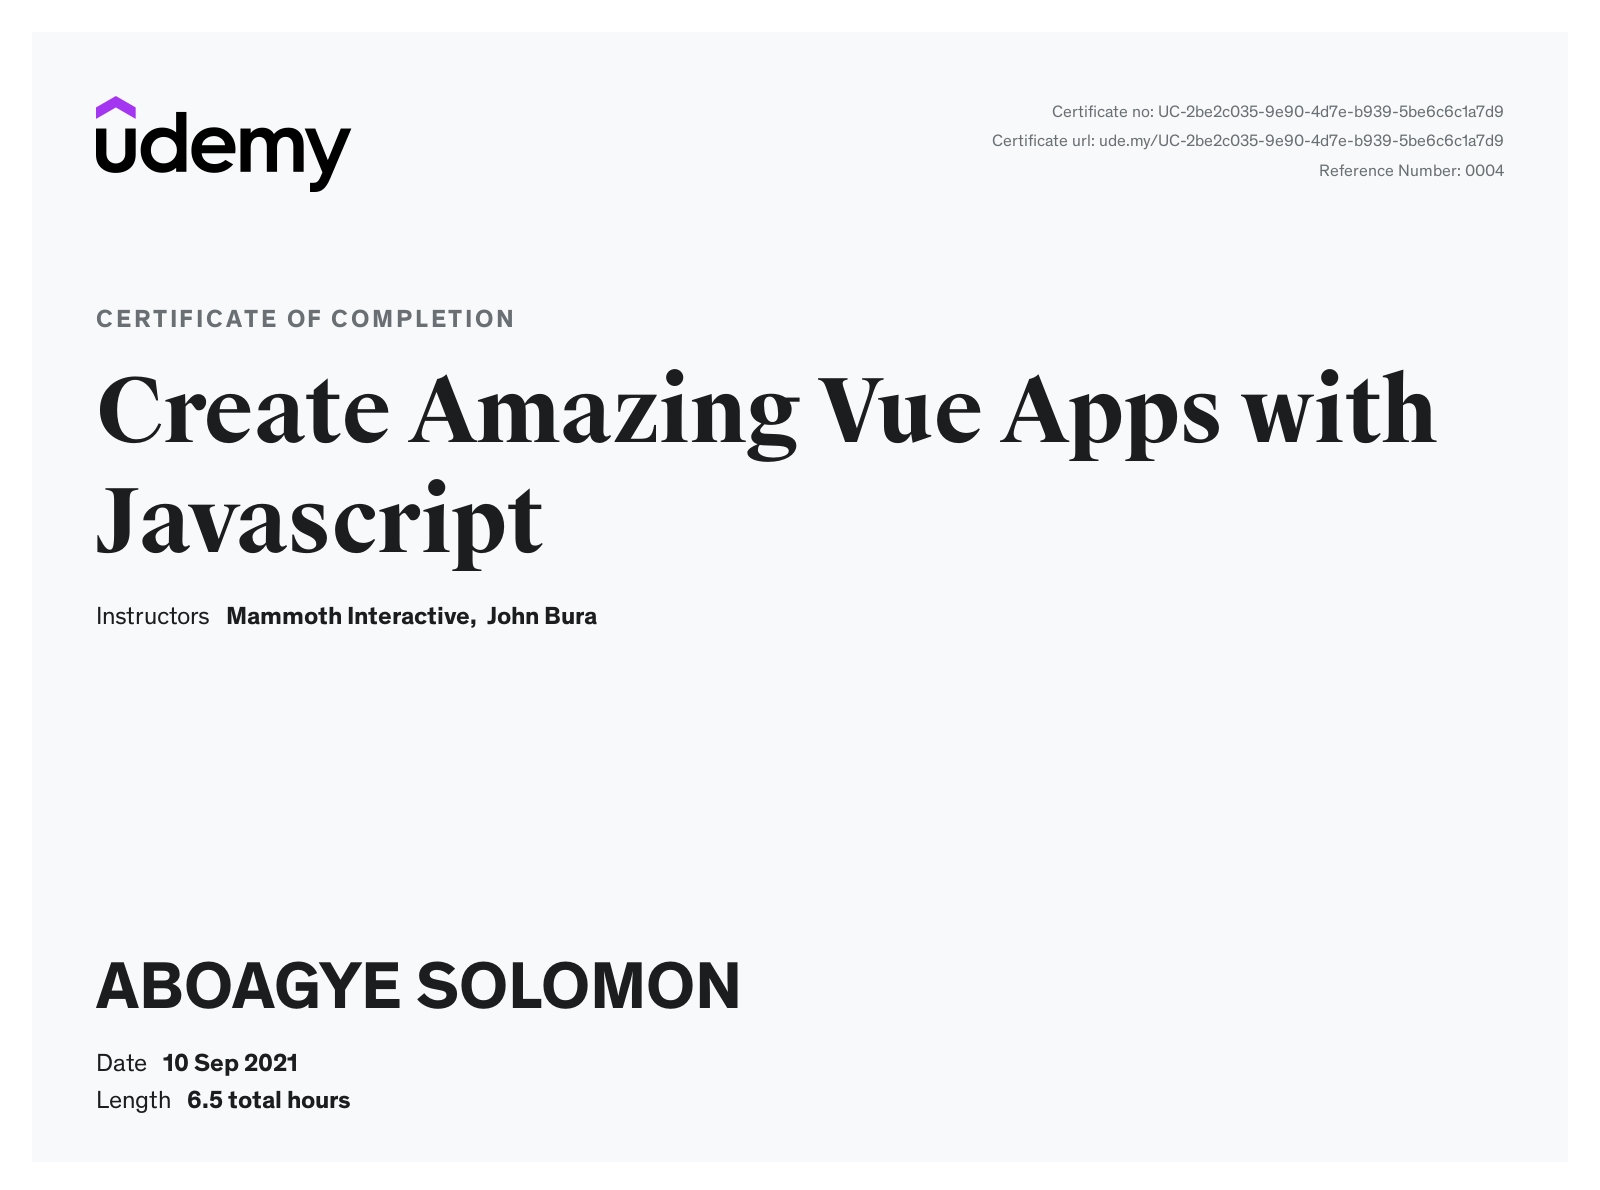 udemy
Certificate no: UC-2be2c035-9e90-4d7e-b939-5be6c6c1a7d9
Certificate url: ude.my/UC-2be2c035-9e90-4d7e-b939-5be6c6c1a7d9
Reference Number: 0004
CERTIFICATE OF COMPLETION
Create Amazing Vue Apps with
Javascript
Instructors Mammoth Interactive, John Bura
ABOAGYE SOLOMON
Date 10 Sep 2021
Length 6.5 total hours